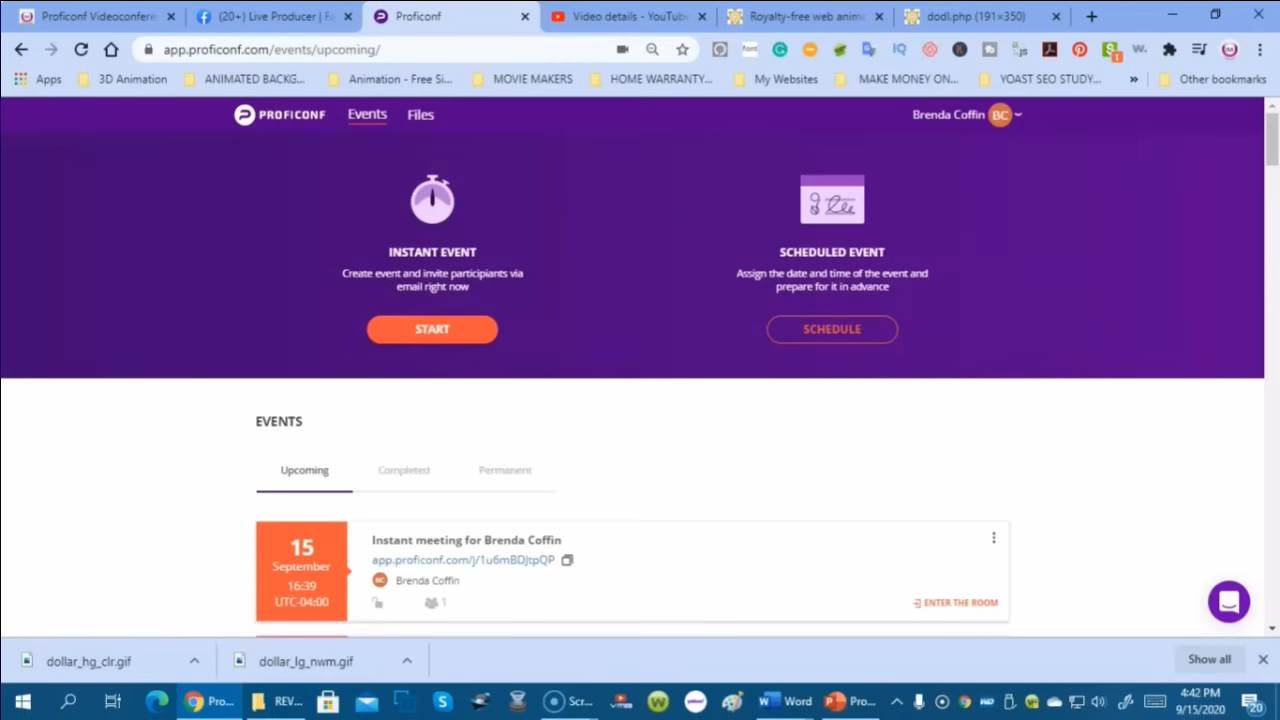 Proficonf Videoconfere
(20+) Live Producer | Fa
Proficonf
Video details - YouTube
Royalty-free web anima
dodl.php (191×360)
app.proficonf.com/events/upcoming/
Apps
3D Animation
ANIMATED BACKG...
Animation - Free Si...
MOVIE MAKERS
HOME WARRANTY...
My Websites
MAKE MONEY ON...
YOAST SEO STUDY...
Other bookmarks
PROFICONF
Events
Files
Brenda Coffin
BC
INSTANT EVENT
Create event and invite participiants via
email right now
START
SCHEDULED EVENT
Assign the date and time of the event and
prepare for it in advance
SCHEDULE
EVENTS
Upcoming
Completed
Permanent
15
September
16:39
UTC-04:00
Instant meeting for Brenda Coffin
app.proficonf.com/j/1u6mBDJtpQP
BC
Brenda Coffin
1
ENTER THE ROOM
dollar_hg_clr.gif
dollar_lg_nwm.gif
Show all
Pro...
REV...
Scr...
Word
Pro...
4:42 PM
9/15/2020
20